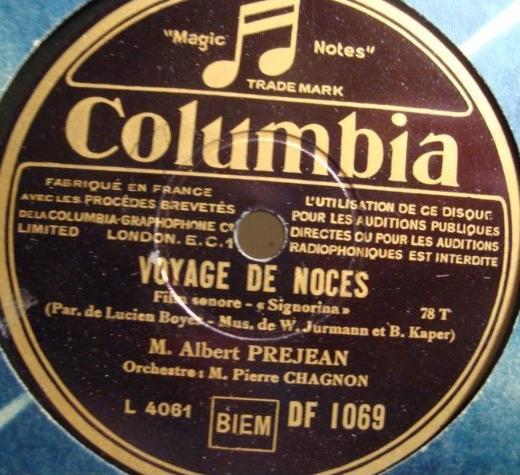 "Magic Notes"
TRADE MARK
Columbia
FABRIQUÉ EN FRANCE
AVEC LES PROCÉDÉS BREVETÉS
DE LA COLUMBIA-GRAPHOPHONE Cº
LIMITED LONDON. E.C.1
L'UTILISATION DE CE DISQUE
POUR LES AUDITIONS PUBLIQUES
DIRECTES OU POUR LES AUDITIONS
RADIOPHONIQUES EST INTERDITE
VOYAGE DE NOCES
Film sonore - « Signorina » 78 T
(Par. de Lucien Boyer - Mus. de W. Jurmann et B. Kaper)
M. Albert PREJEAN
Orchestre: M. Pierre CHAGNON
L 4061 BIEM DF 1069